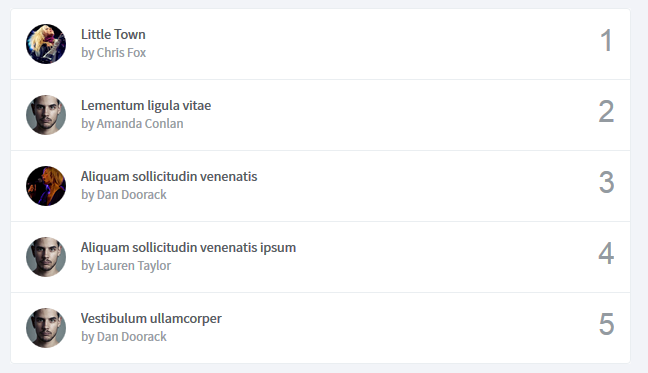 Little Town
by Chris Fox
1
Lementum ligula vitae
by Amanda Conlan
2
Aliquam sollicitudin venenatis
by Dan Doorack
3
Aliquam sollicitudin venenatis ipsum
by Lauren Taylor
4
Vestibulum ullamcorper
by Dan Doorack
5